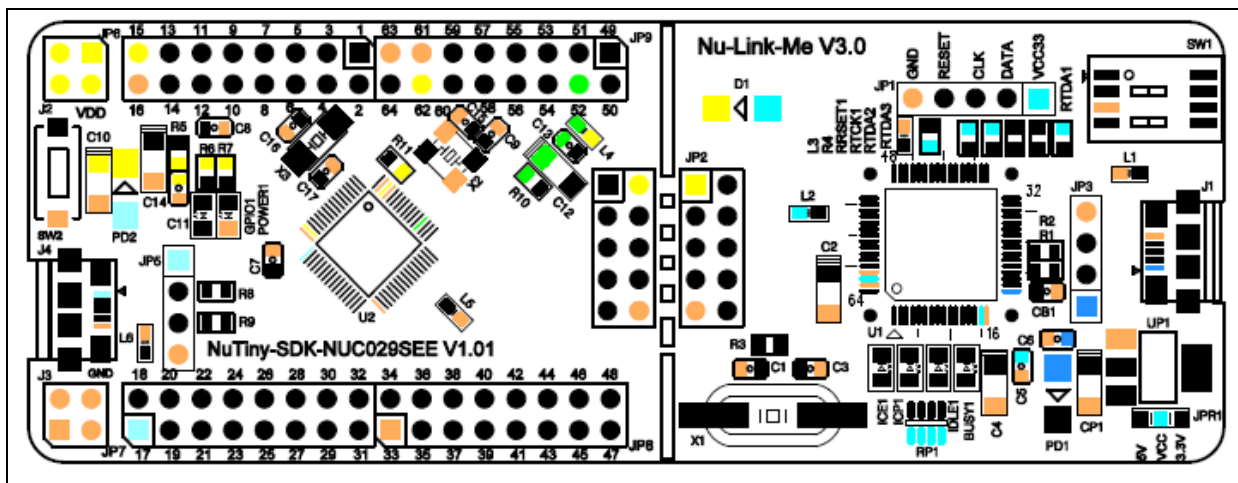 JP6
15 13 11 9 7 5 3 1 63 61 59 57 55 53 51 49
JP9
Nu-Link-Me V3.0
GND RESET CLK DATA VCC33
JP1
RTDA1
SW1
D1
J2
VDD
16 14 12 10 8 6 4 2 64 62 60 58 56 54 52 50
L3 R4 RRSET1 RTCK1 RTDA2 RTDA3
C10 R5 C8 C16 C9 C13 L4
R6 R7 R11
X3 X2
48
JP2
L1
C17 R10 C12
C14
32
JP3
J1
SW2 PD2 C11 GPIO1 POWER1
L2
R2
R1
J4
JP5 C7
C2
R8
L5
64
CB1
L6
R9
U2
U1
16
C6
UP1
NuTiny-SDK-NUC029SEE V1.01
R3
GND
J3
C1 C3
C5
18 20 22 24 26 28 30 32 34 36 38 40 42 44 46 48
X1
ICE1 ICP1 IDLE1 BUSY1
C4
PD1
CP1
JPR1
JP7
JP8
17 19 21 23 25 27 29 31 33 35 37 39 41 43 45 47
RP1
5V VCC 3.3V